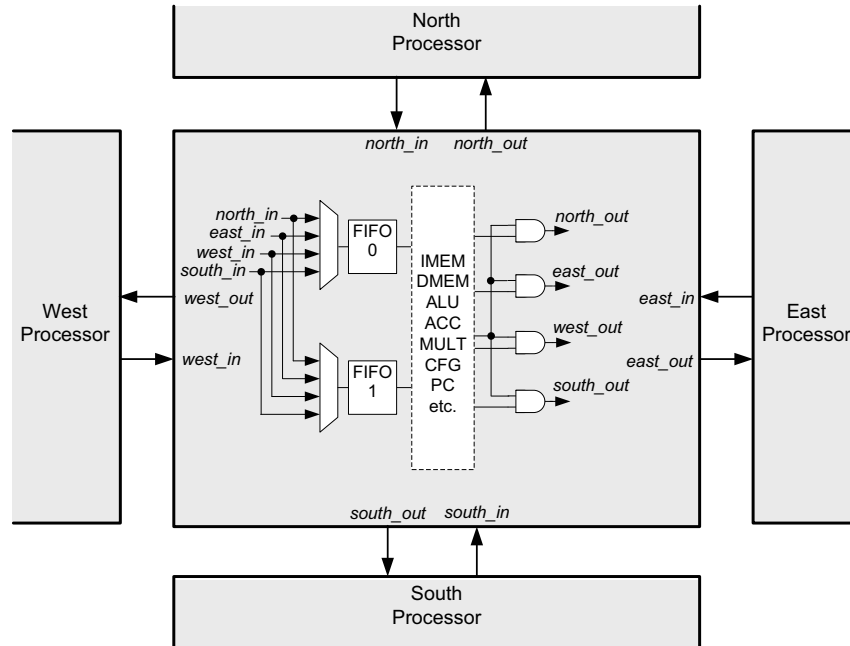 North
Processor
north_in
north_out
north_in
east_in
west_in
south_in
west_out
west_in
West
Processor
FIFO
0
FIFO
1
IMEM
DMEM
ALU
ACC
MULT
CFG
PC
etc.
north_out
east_out
west_out
south_out
east_in
east_out
East
Processor
south_out
south_in
South
Processor